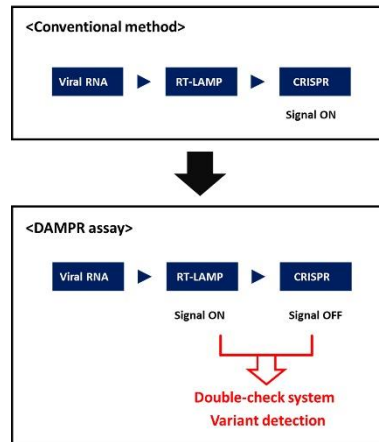 <Conventional method>
Viral RNA RT-LAMP CRISPR
Signal ON
<DAMPR assay>
Viral RNA RT-LAMP CRISPR
Signal ON Signal OFF
Double-check system
Variant detection